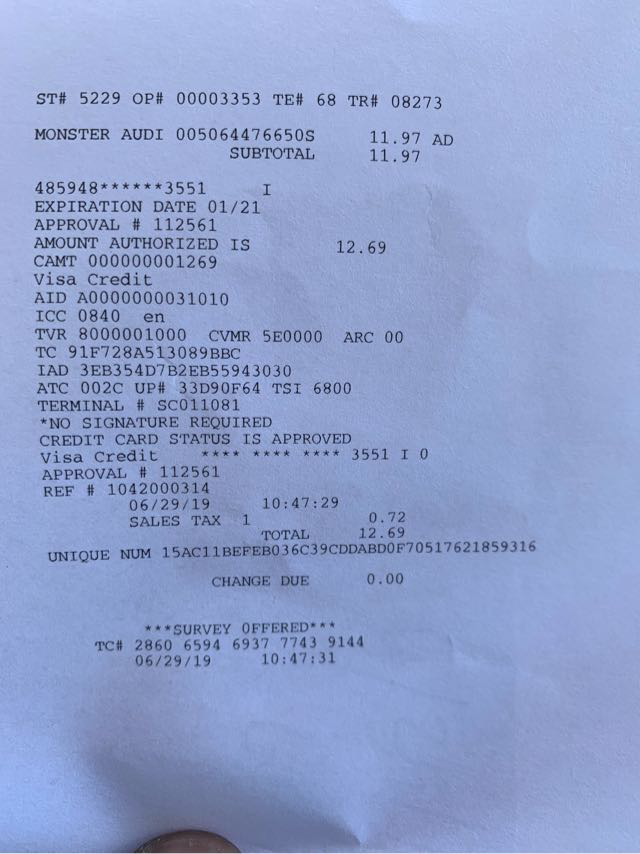 ST# 5229 OP# 00003353 TE# 68 TR# 08273
MONSTER AUDI 005064476650S 11.97 AD
SUBTOTAL 11.97
485948******3551 I
EXPIRATION DATE 01/21
APPROVAL # 112561
AMOUNT AUTHORIZED IS 12.69
CAMT 000000001269
Visa Credit
AID A0000000031010
ICC 0840 en
TVR 8000001000 CVMR 5E0000 ARC 00
TC 91F728A513089BBC
IAD 3EB354D7B2EB55943030
ATC 002C UP# 33D90F64 TSI 6800
TERMINAL # SC011081
*NO SIGNATURE REQUIRED
CREDIT CARD STATUS IS APPROVED
Visa Credit **** **** **** 3551 I 0
APPROVAL # 112561
REF # 1042000314
06/29/19 10:47:29
SALES TAX 1 0.72
TOTAL 12.69
UNIQUE NUM 15AC11BEFEB036C39CDDABD0F70517621859316
CHANGE DUE 0.00
***SURVEY OFFERED***
TC# 2860 6594 6937 7743 9144
06/29/19 10:47:31